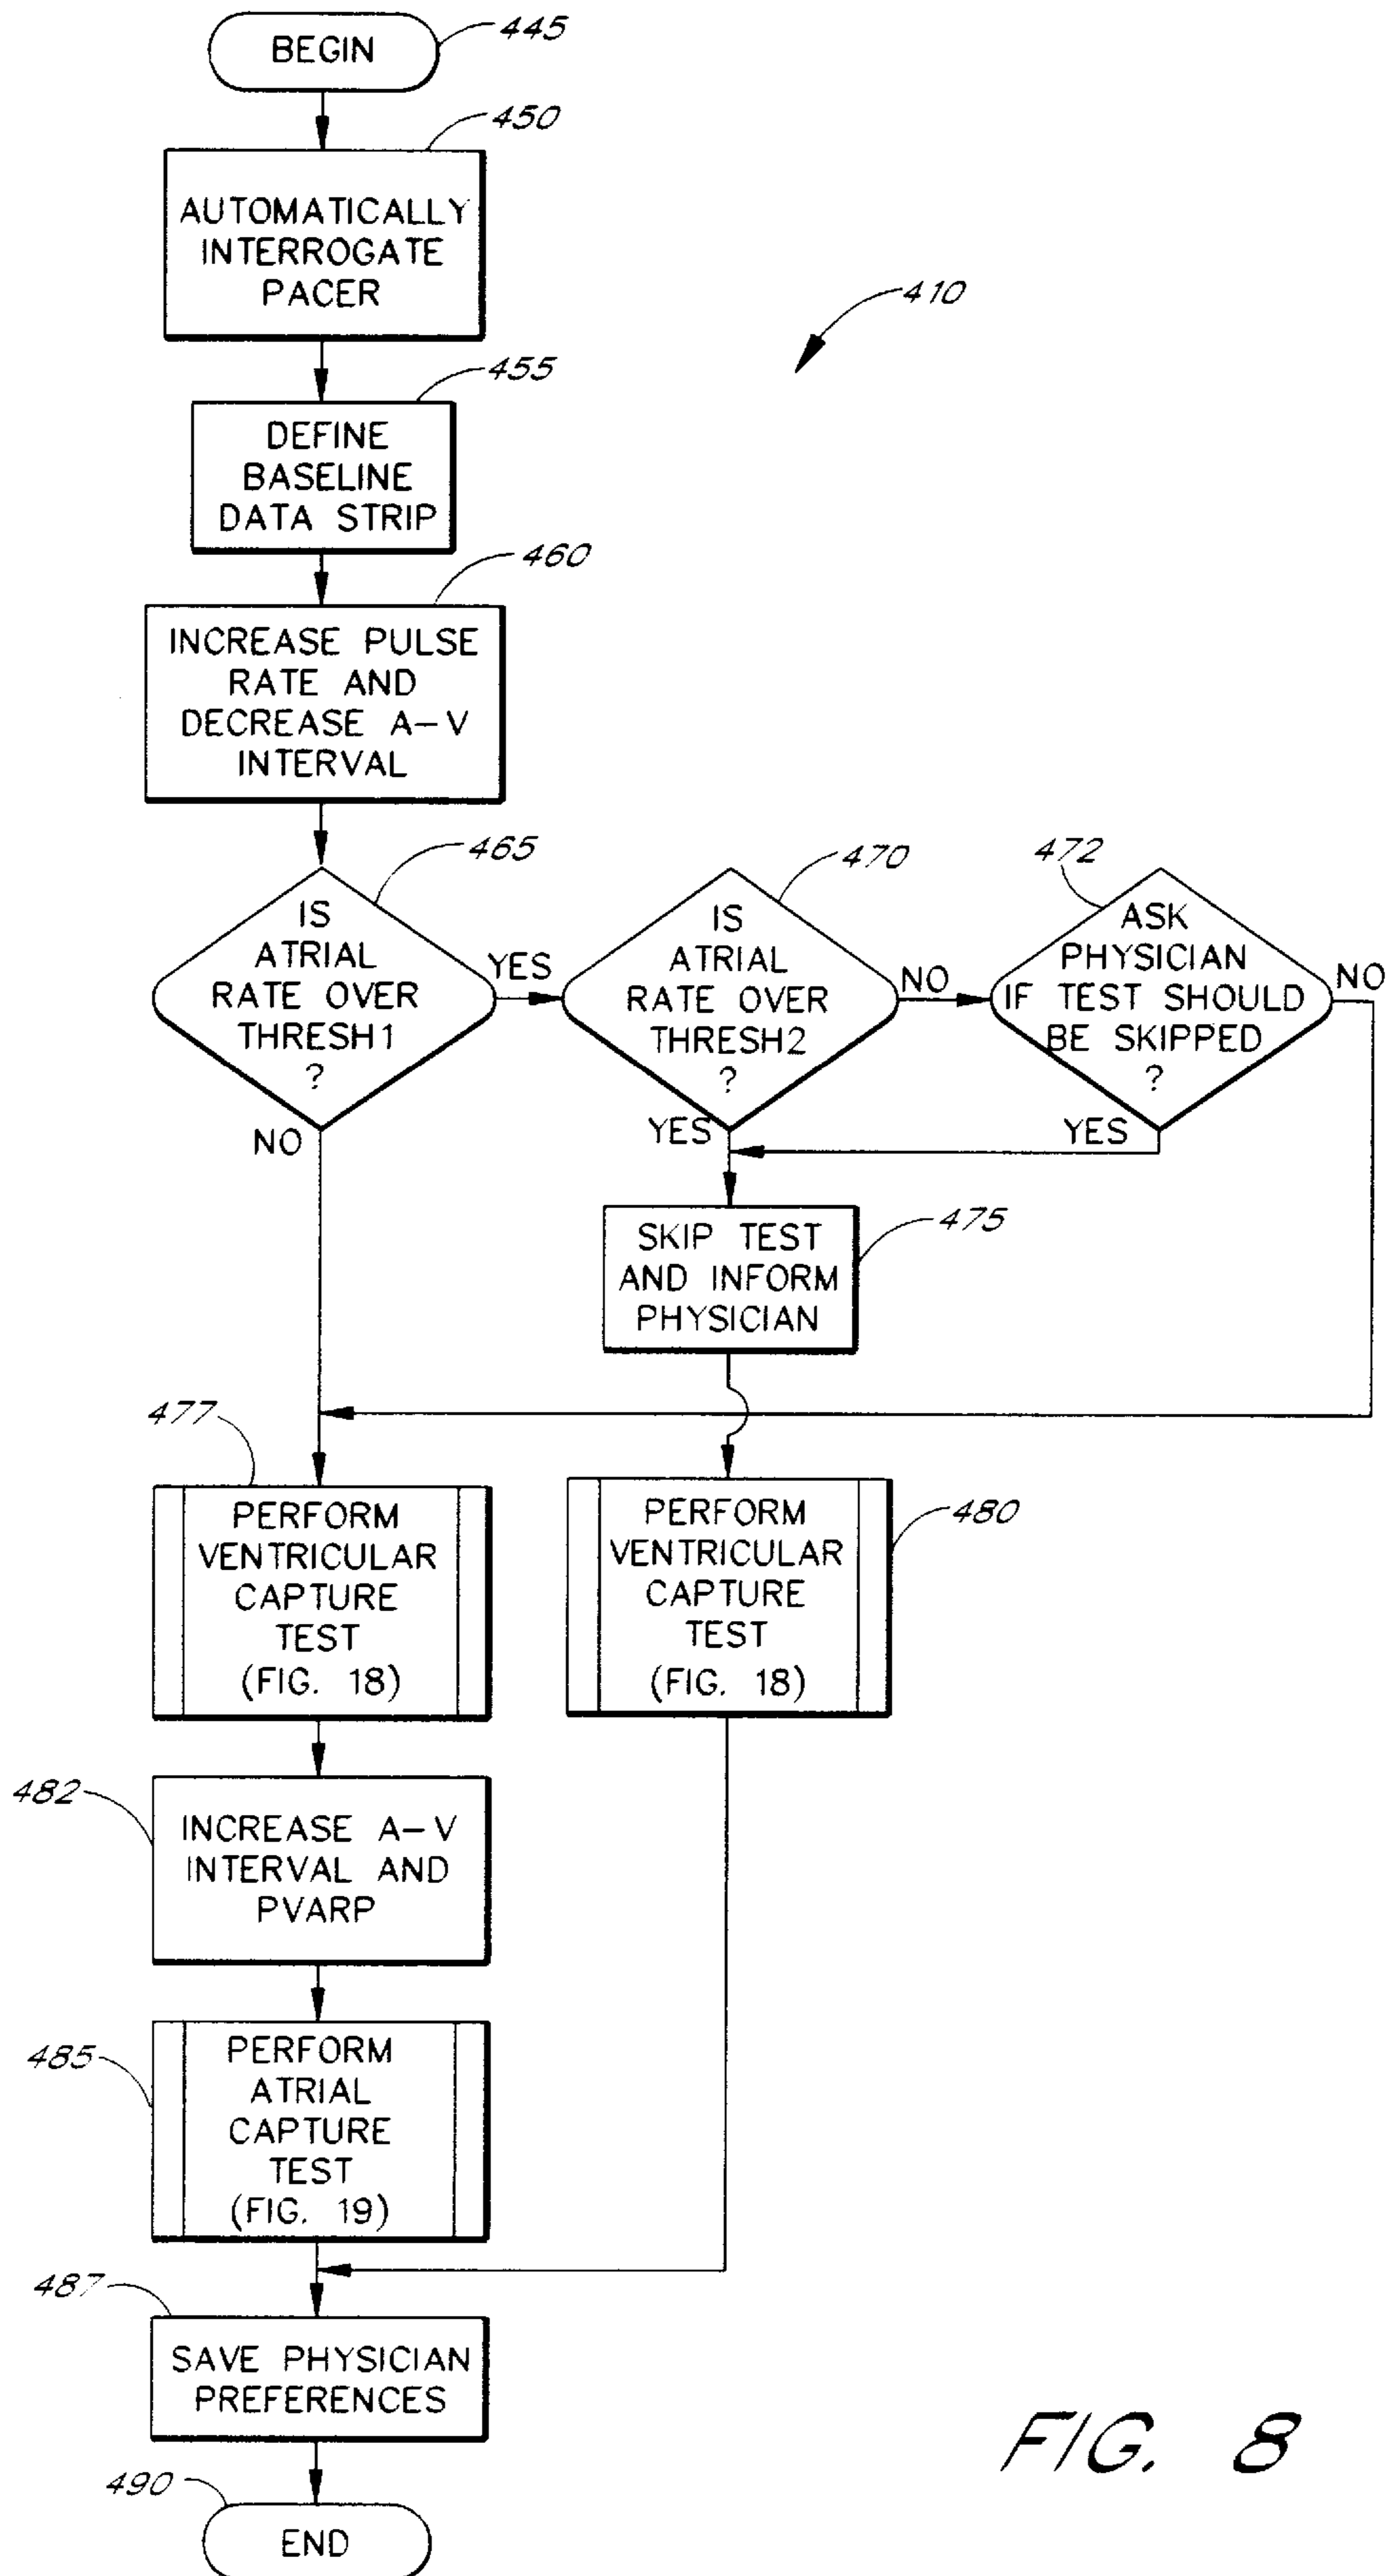 BEGIN
445
450
AUTOMATICALLY
INTERROGATE
PACER
410
455
DEFINE
BASELINE
DATA STRIP
460
INCREASE PULSE
RATE AND
DECREASE A-V
INTERVAL
465
IS
ATRIAL
RATE OVER
THRESH1
?
YES
NO
470
IS
ATRIAL
RATE OVER
THRESH2
?
NO
YES
472
ASK
PHYSICIAN
IF TEST SHOULD
BE SKIPPED
?
NO
YES
475
SKIP TEST
AND INFORM
PHYSICIAN
477
PERFORM
VENTRICULAR
CAPTURE
TEST
(FIG. 18)
480
PERFORM
VENTRICULAR
CAPTURE
TEST
(FIG. 18)
482
INCREASE A-V
INTERVAL AND
PVARP
485
PERFORM
ATRIAL
CAPTURE
TEST
(FIG. 19)
487
SAVE PHYSICIAN
PREFERENCES
490
END
FIG. 8